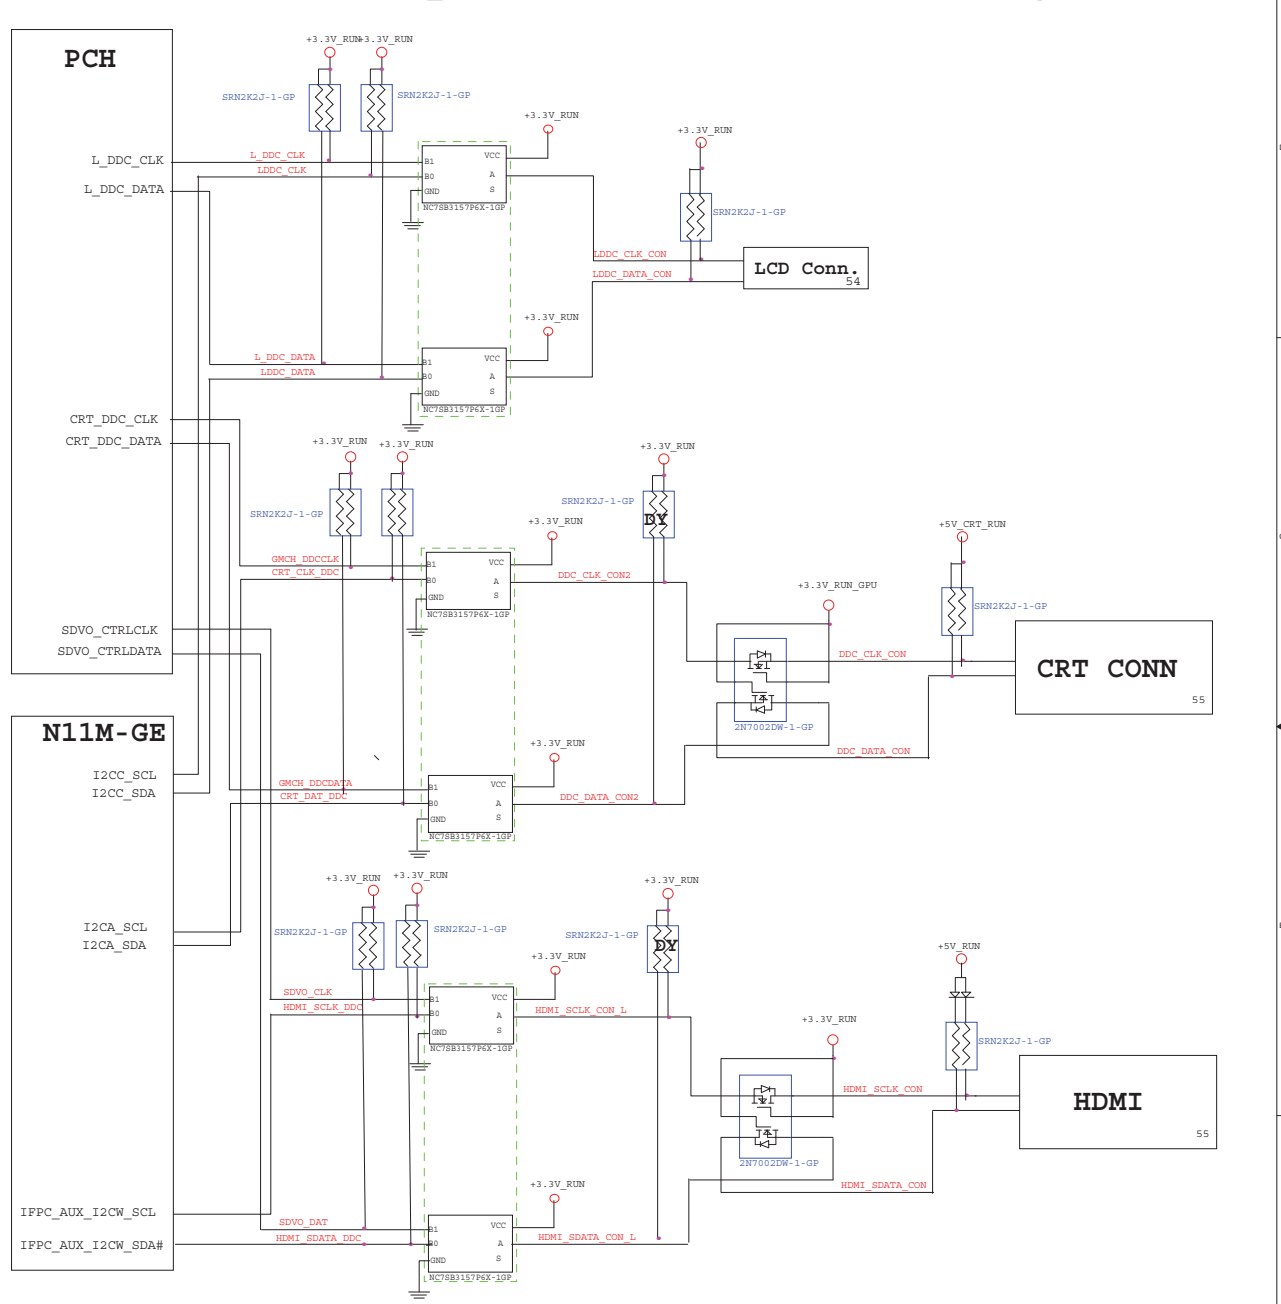 PCH
+3.3V_RUN
+3.3V_RUN
SRN2K2J-1-GP
SRN2K2J-1-GP
+3.3V_RUN
+3.3V_RUN
L_DDC_CLK
L_DDC_CLK
LDDC_CLK
B1
B0
GND
VCC
A
S
NC7SB3157P6X-1GP
L_DDC_DATA
SRN2K2J-1-GP
LDDC_CLK_CON
LDDC_DATA_CON
LCD Conn.
54
+3.3V_RUN
L_DDC_DATA
LDDC_DATA
B1
B0
GND
VCC
A
S
NC7SB3157P6X-1GP
CRT_DDC_CLK
CRT_DDC_DATA
+3.3V_RUN
+3.3V_RUN
+3.3V_RUN
SRN2K2J-1-GP
SRN2K2J-1-GP
DY
+3.3V_RUN
+5V_CRT_RUN
GMCH_DDCCLK
CRT_CLK_DDC
B1
B0
GND
VCC
A
S
NC7SB3157P6X-1GP
DDC_CLK_CON2
+3.3V_RUN_GPU
SRN2K2J-1-GP
SDVO_CTRLCLK
SDVO_CTRLDATA
DDC_CLK_CON
CRT CONN
55
2N7002DW-1-GP
DDC_DATA_CON
N11M-GE
+3.3V_RUN
I2CC_SCL
I2CC_SDA
GMCH_DDCDATA
CRT_DAT_DDC
B1
B0
GND
VCC
A
S
NC7SB3157P6X-1GP
DDC_DATA_CON2
+3.3V_RUN
+3.3V_RUN
+3.3V_RUN
I2CA_SCL
I2CA_SDA
SRN2K2J-1-GP
SRN2K2J-1-GP
SRN2K2J-1-GP
DY
+3.3V_RUN
+5V_RUN
SDVO_CLK
HDMI_SCLK_DDC
B1
B0
GND
VCC
A
S
NC7SB3157P6X-1GP
HDMI_SCLK_CON_L
+3.3V_RUN
SRN2K2J-1-GP
HDMI_SCLK_CON
HDMI
55
2N7002DW-1-GP
HDMI_SDATA_CON
+3.3V_RUN
IFPC_AUX_I2CW_SCL
IFPC_AUX_I2CW_SDA#
SDVO_DAT
HDMI_SDATA_DDC
B1
B0
GND
VCC
A
S
NC7SB3157P6X-1GP
HDMI_SDATA_CON_L